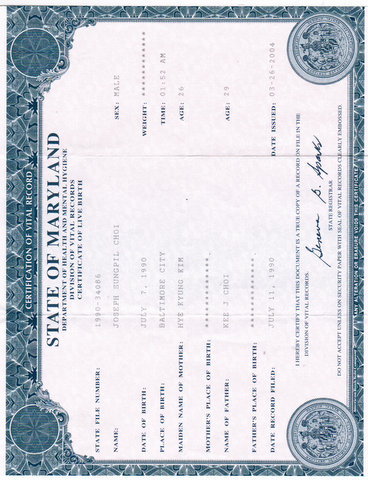 CERTIFICATION OF VITAL RECORD
STATE OF MARYLAND
DEPARTMENT OF HEALTH AND MENTAL HYGIENE
DIVISION OF VITAL RECORDS
CERTIFICATE OF LIVE BIRTH
STATE FILE NUMBER: 1990-34086
NAME: JOSEPH SUNGPIL CHOI SEX: MALE
DATE OF BIRTH: JULY 7, 1990 WEIGHT: *************
PLACE OF BIRTH: BALTIMORE CITY TIME: 01:52 AM
MAIDEN NAME OF MOTHER: HYE KYONG KIM AGE: 26
MOTHER'S PLACE OF BIRTH: *************
NAME OF FATHER: KEE J CHOI AGE: 29
FATHER'S PLACE OF BIRTH: *************
DATE RECORD FILED: JULY 11, 1990 DATE ISSUED: 03-26-2004
I HEREBY CERTIFY THAT THIS DOCUMENT IS A TRUE COPY OF A RECORD ON FILE IN THE
DIVISION OF VITAL RECORDS.
Geneva G. Sparks
STATE REGISTRAR
DO NOT ACCEPT UNLESS ON SECURITY PAPER WITH SEAL OF VITAL RECORDS CLEARLY EMBOSSED
ANY ALTERATION OR ERASURE VOIDS THIS CERTIFICATE